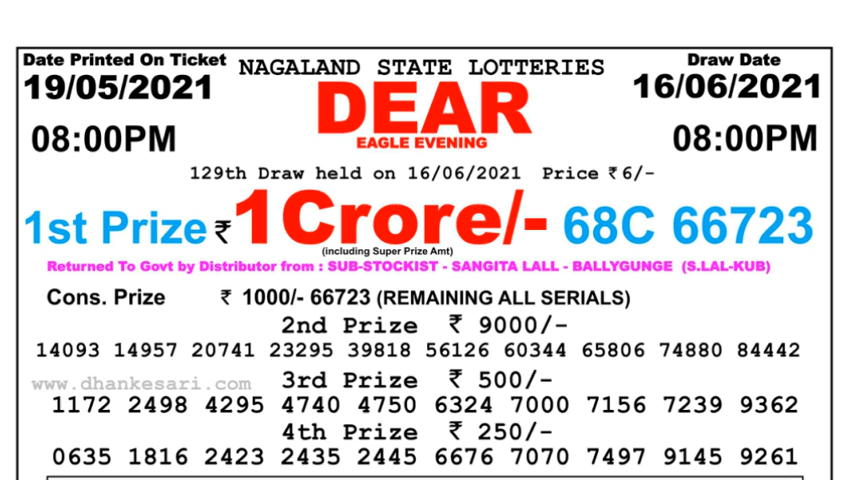 Date Printed On Ticket NAGALAND STATE LOTTERIES Draw Date
19/05/2021 DEAR 16/06/2021
08:00PM EAGLE EVENING 08:00PM
129th Draw held on 16/06/2021 Price ₹6/-
1st Prize ₹1Crore/- 68C 66723
(including Super Prize Amt)
Returned To Govt by Distributor from : SUB-STOCKIST - SANGITA LALL - BALLYGUNGE (S.LAL-KUB)
Cons. Prize ₹ 1000/- 66723 (REMAINING ALL SERIALS)
2nd Prize ₹ 9000/-
14093 14957 20741 23295 39818 56126 60344 65806 74880 84442
www.dhankesari.com 3rd Prize ₹ 500/-
1172 2498 4295 4740 4750 6324 7000 7156 7239 9362
4th Prize ₹ 250/-
0635 1816 2423 2435 2445 6676 7070 7497 9145 9261